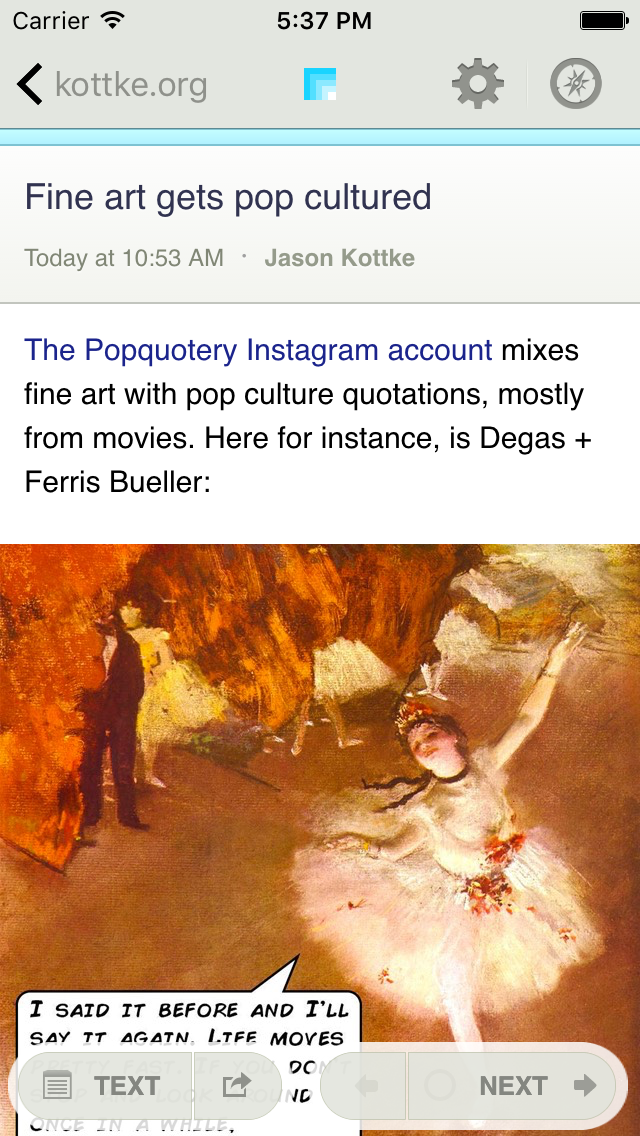 Carrier 5:37 PM
kottke.org
Fine art gets pop cultured
Today at 10:53 AM · Jason Kottke
The Popquotery Instagram account mixes
fine art with pop culture quotations, mostly
from movies. Here for instance, is Degas +
Ferris Bueller:
I SAID IT BEFORE AND I'LL
SAY IT AGAIN. LIFE MOVES
PRETTY FAST. IF YOU DON'T
STOP AND LOOK AROUND
ONCE IN A WHILE,
TEXT NEXT